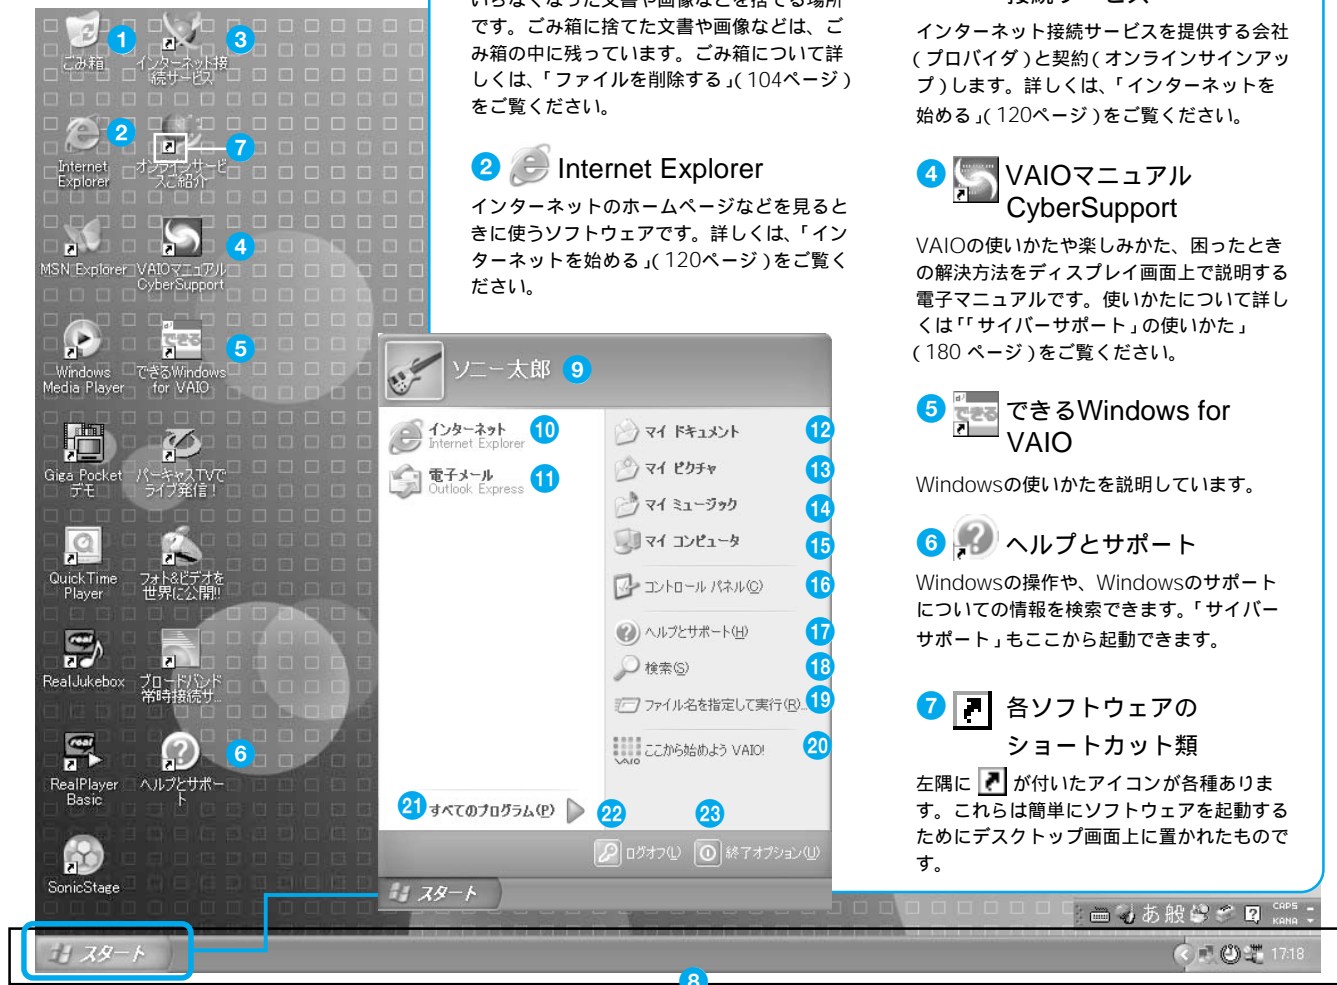 ごみ箱
1
インターネット接
続サービス
3
Internet
Explorer
2
オンラインサービ
スご紹介
7
MSN Explorer
VAIOマニュアル
CyberSupport
4
Windows
Media Player
できるWindows
for VAIO
5
Giga Pocket
デモ
パーキャスTVで
ライブ発信！
QuickTime
Player
フォト&ビデオを
世界に公開!!
RealJukebox
ブロードバンド
常時接続サ...
RealPlayer
Basic
ヘルプとサポー
ト
6
SonicStage
いらなくなった文書や画像などを捨てる場所
です。ごみ箱に捨てた文書や画像などは、ご
み箱の中に残っています。ごみ箱について詳
しくは、「ファイルを削除する」(104ページ)
をご覧ください。
2 Internet Explorer
インターネットのホームページなどを見ると
きに使うソフトウェアです。詳しくは、「イン
ターネットを始める」(120ページ)をご覧く
ださい。
ソニー太郎 9
インターネット 10
Internet Explorer
電子メール 11
Outlook Express
マイ ドキュメント 12
マイ ピクチャ 13
マイ ミュージック 14
マイ コンピュータ 15
コントロール パネル(C) 16
ヘルプとサポート(H) 17
検索(S) 18
ファイル名を指定して実行(R)... 19
ここから始めよう VAIO! 20
VAIO
21 すべてのプログラム(P)
22
23
ログオフ(L)
終了オプション(U)
スタート
接続サービス
インターネット接続サービスを提供する会社
(プロバイダ)と契約(オンラインサインアッ
プ)します。詳しくは、「インターネットを
始める」(120ページ)をご覧ください。
4 VAIOマニュアル
CyberSupport
VAIOの使いかたや楽しみかた、困ったとき
の解決方法をディスプレイ画面上で説明する
電子マニュアルです。使いかたについて詳し
くは「「サイバーサポート」の使いかた」
(180 ページ)をご覧ください。
5 できるWindows for
VAIO
Windowsの使いかたを説明しています。
6 ヘルプとサポート
Windowsの操作や、Windowsのサポート
についての情報を検索できます。「サイバー
サポート」もここから起動できます。
7 各ソフトウェアの
ショートカット類
左隅に が付いたアイコンが各種ありま
す。これらは簡単にソフトウェアを起動する
ためにデスクトップ画面上に置かれたもので
す。
あ 般
CAPS
KANA
スタート
17:18
8